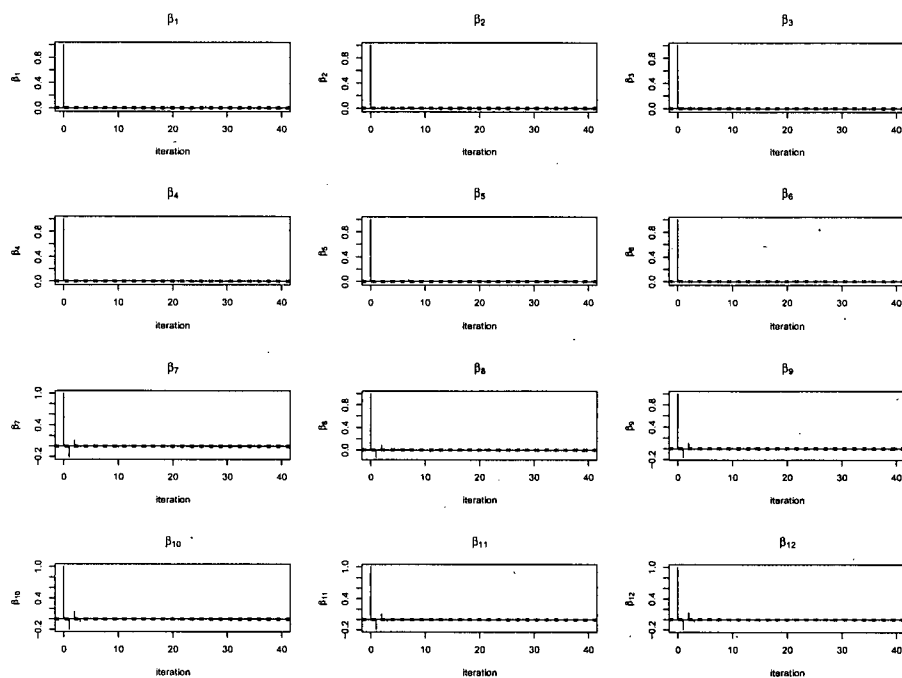 β1 β2 β3
β1 0.0 0.4 0.8 β2 0.0 0.4 0.8 β3 0.0 0.4 0.8
0 10 20 30 40 0 10 20 30 40 0 10 20 30 40
iteration iteration iteration
β4 β5 β6
β4 0.0 0.4 0.8 β5 0.0 0.4 0.8 β6 0.0 0.4 0.8
0 10 20 30 40 0 10 20 30 40 0 10 20 30 40
iteration iteration iteration
β7 β8 β9
β7 -0.2 0.4 1.0 β8 0.0 0.4 0.8 β9 -0.2 0.4 0.8
0 10 20 30 40 0 10 20 30 40 0 10 20 30 40
iteration iteration iteration
β10 β11 β12
β10 -0.2 0.4 1.0 β11 -0.2 0.4 1.0 β12 -0.2 0.4 1.0
0 10 20 30 40 0 10 20 30 40 0 10 20 30 40
iteration iteration iteration